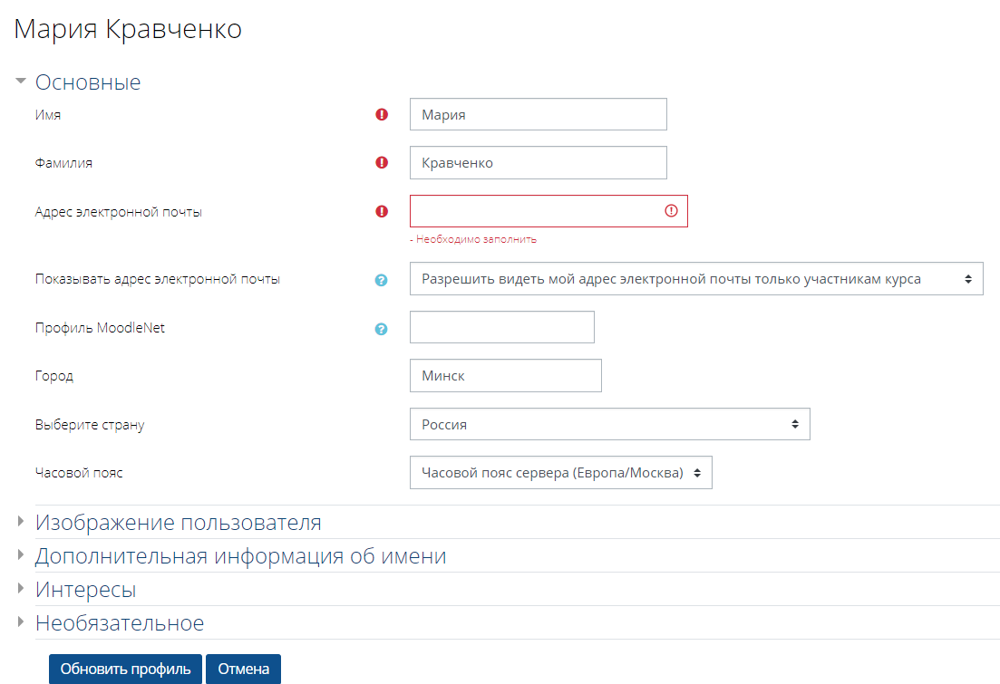 Мария Кравченко
Основные
Имя
Мария
Фамилия
Кравченко
Адрес электронной почты
- Необходимо заполнить
Показывать адрес электронной почты
Разрешить видеть мой адрес электронной почты только участникам курса
Профиль MoodleNet
Город
Минск
Выберите страну
Россия
Часовой пояс
Часовой пояс сервера (Европа/Москва)
Изображение пользователя
Дополнительная информация об имени
Интересы
Необязательное
Обновить профиль
Отмена